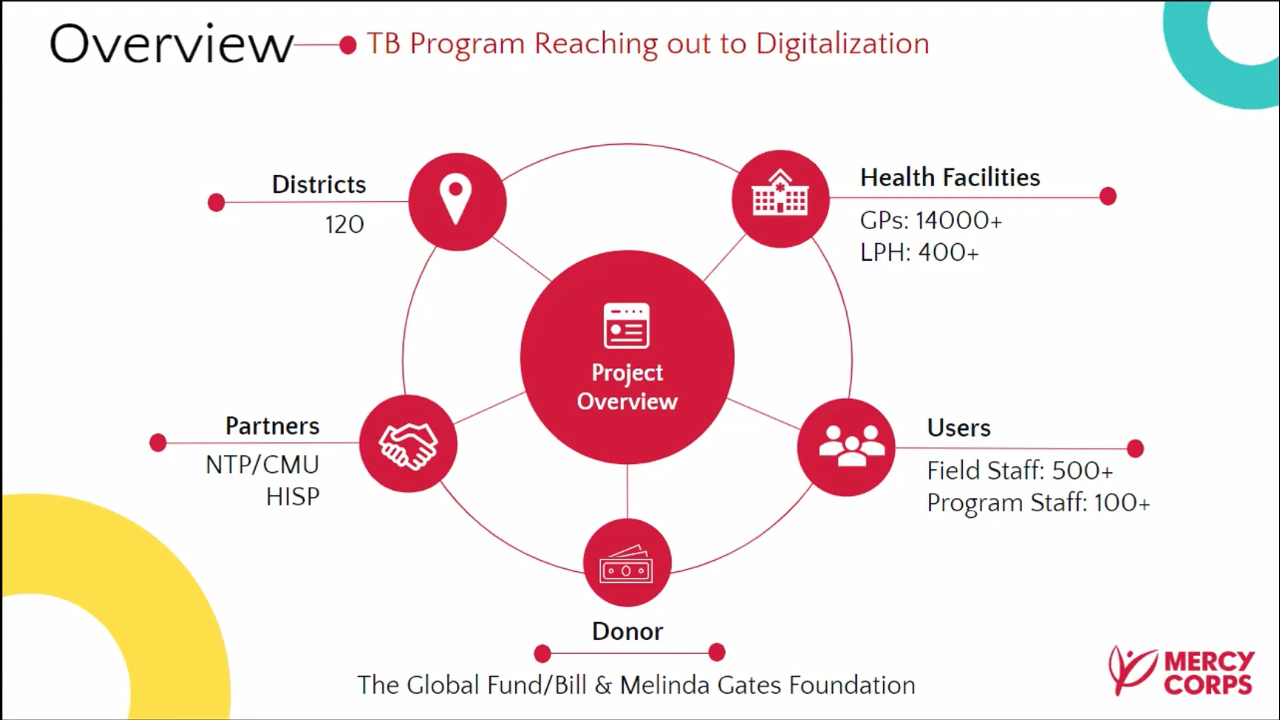 Overview
TB Program Reaching out to Digitalization
Districts
120
Health Facilities
GPs: 14000+
LPH: 400+
Project
Overview
Partners
NTP/CMU
HISP
Users
Field Staff: 500+
Program Staff: 100+
Donor
The Global Fund/Bill & Melinda Gates Foundation
MERCY
CORPS